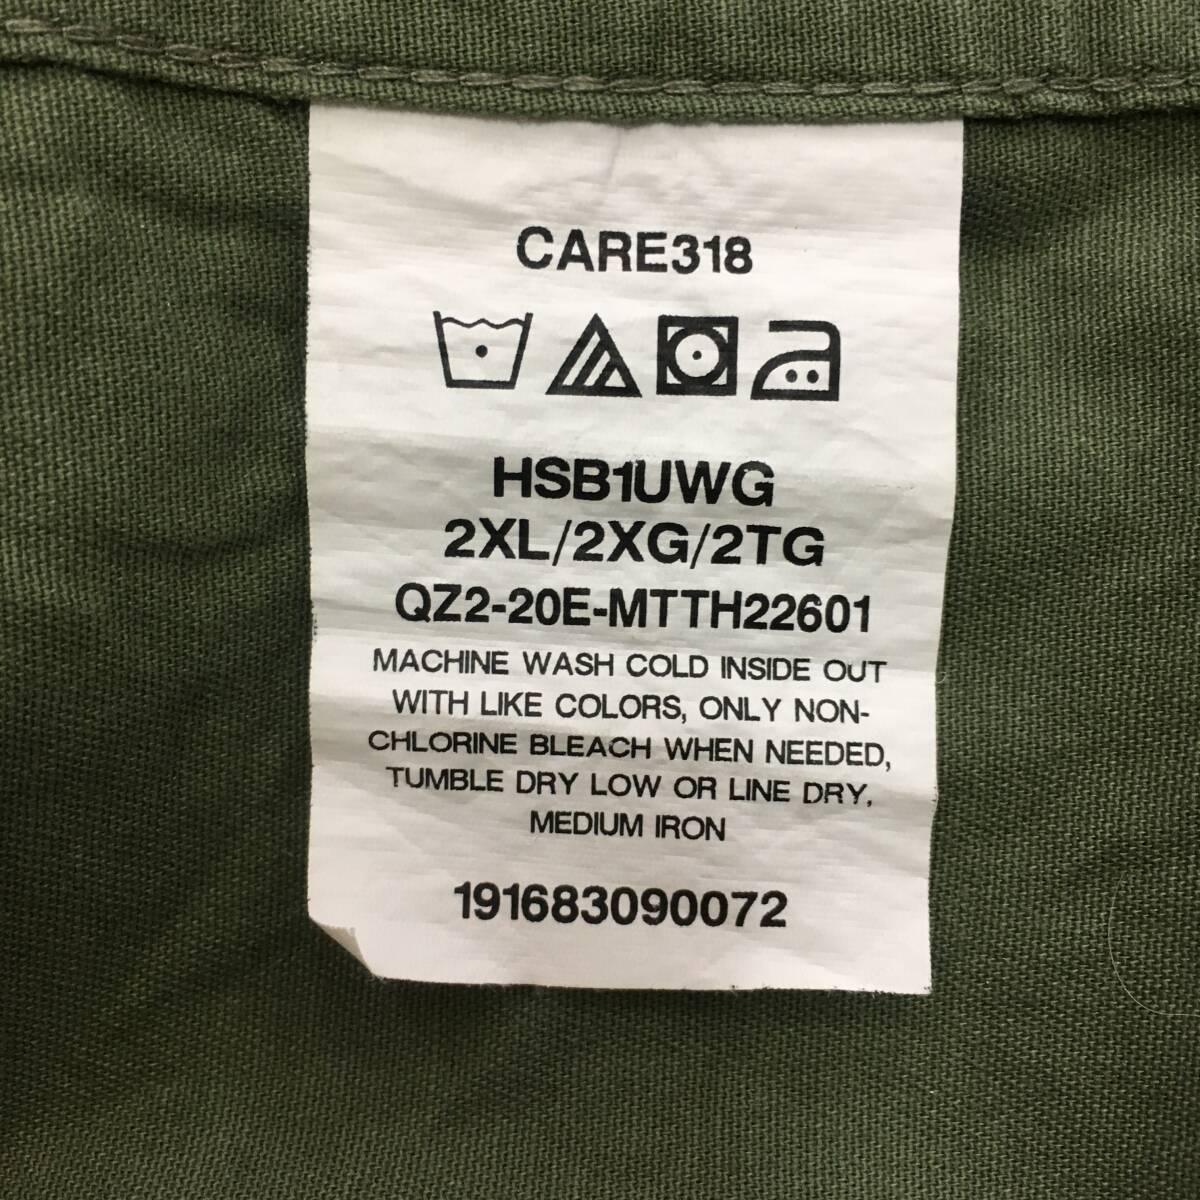 CARE318
HSB1UWG
2XL/2XG/2TG
QZ2-20E-MTTH22601
MACHINE WASH COLD INSIDE OUT
WITH LIKE COLORS, ONLY NON-
CHLORINE BLEACH WHEN NEEDED,
TUMBLE DRY LOW OR LINE DRY,
MEDIUM IRON
191683090072